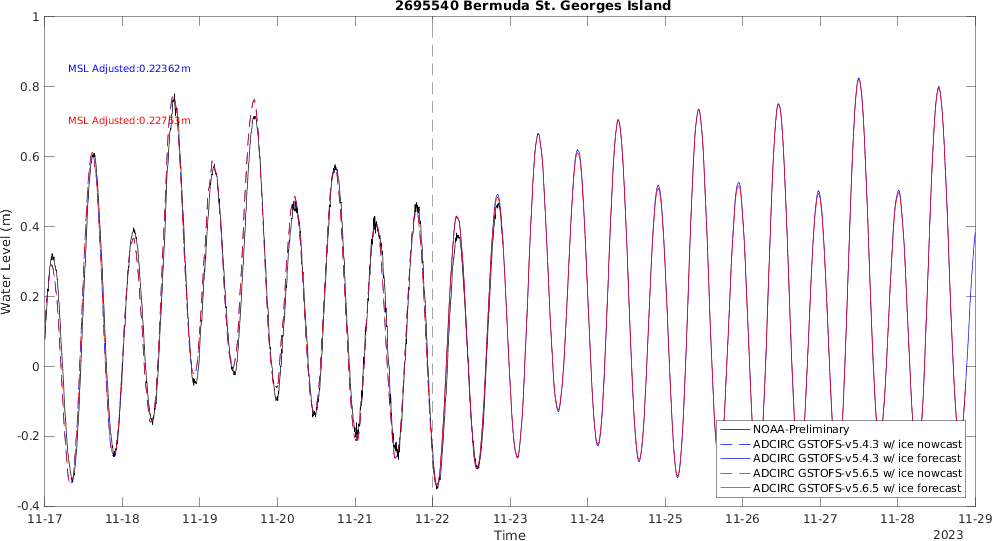 2695540 Bermuda St. Georges Island
MSL Adjusted:0.22362m
MSL Adjusted:0.22753m
Water Level (m)
1
0.8
0.6
0.4
0.2
0
-0.2
-0.4
NOAA-Preliminary
ADCIRC GSTOFS-v5.4.3 w/ ice nowcast
ADCIRC GSTOFS-v5.4.3 w/ ice forecast
ADCIRC GSTOFS-v5.6.5 w/ ice nowcast
ADCIRC GSTOFS-v5.6.5 w/ ice forecast
11-17 11-18 11-19 11-20 11-21 11-22 11-23 11-24 11-25 11-26 11-27 11-28 11-29
Time
2023